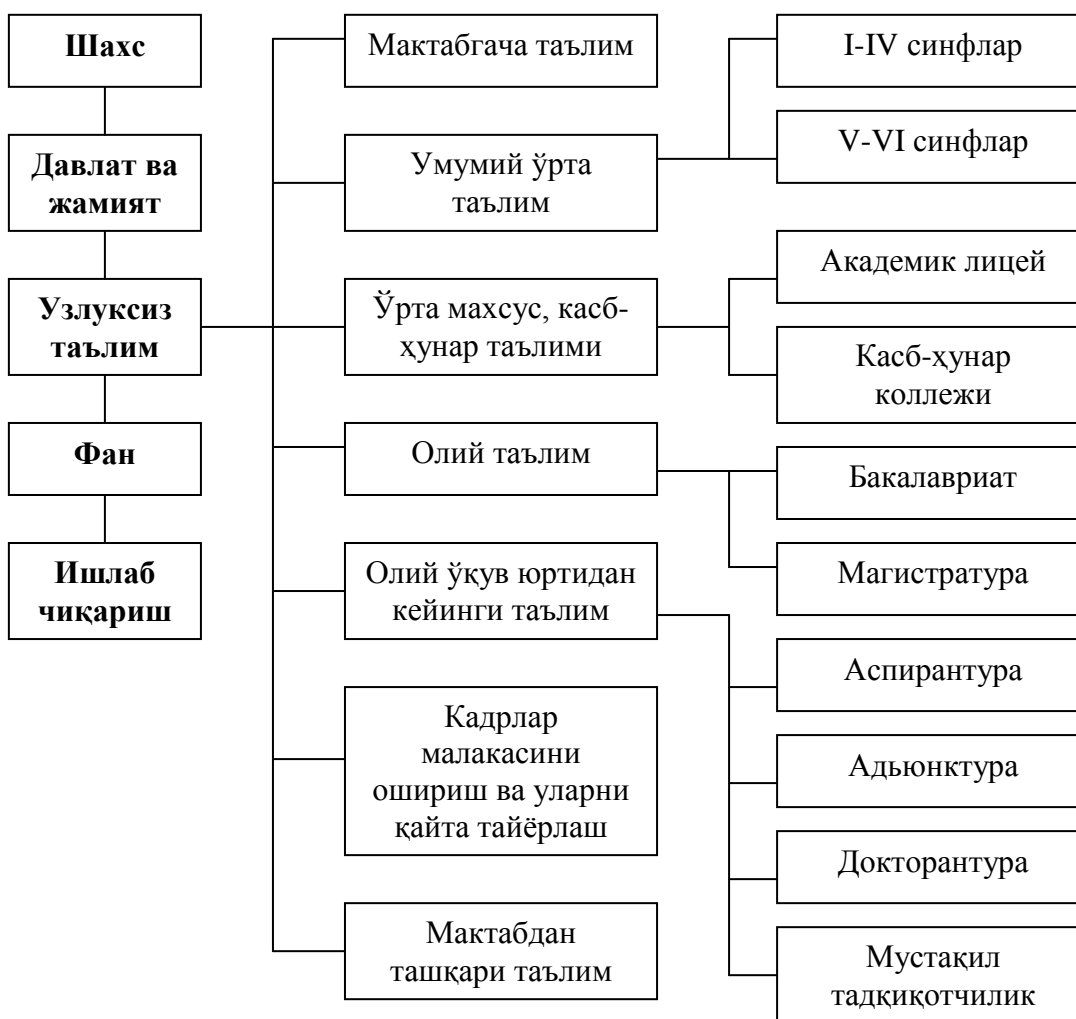 Шахс
Давлат ва
жамият
Узлуксиз
таълим
Фан
Ишлаб
чиқариш
Мактабгача таълим
Умумий ўрта
таълим
Ўрта махсус, касб-
ҳунар таълими
Олий таълим
Олий ўқув юртидан
кейинги таълим
Кадрлар
малакасини
ошириш ва уларни
қайта тайёрлаш
Мактабдан
ташқари таълим
I-IV синфлар
V-VI синфлар
Академик лицей
Касб-ҳунар
коллежи
Бакалавриат
Магистратура
Аспирантура
Адьюнктура
Докторантура
Мустақил
тадқиқотчилик